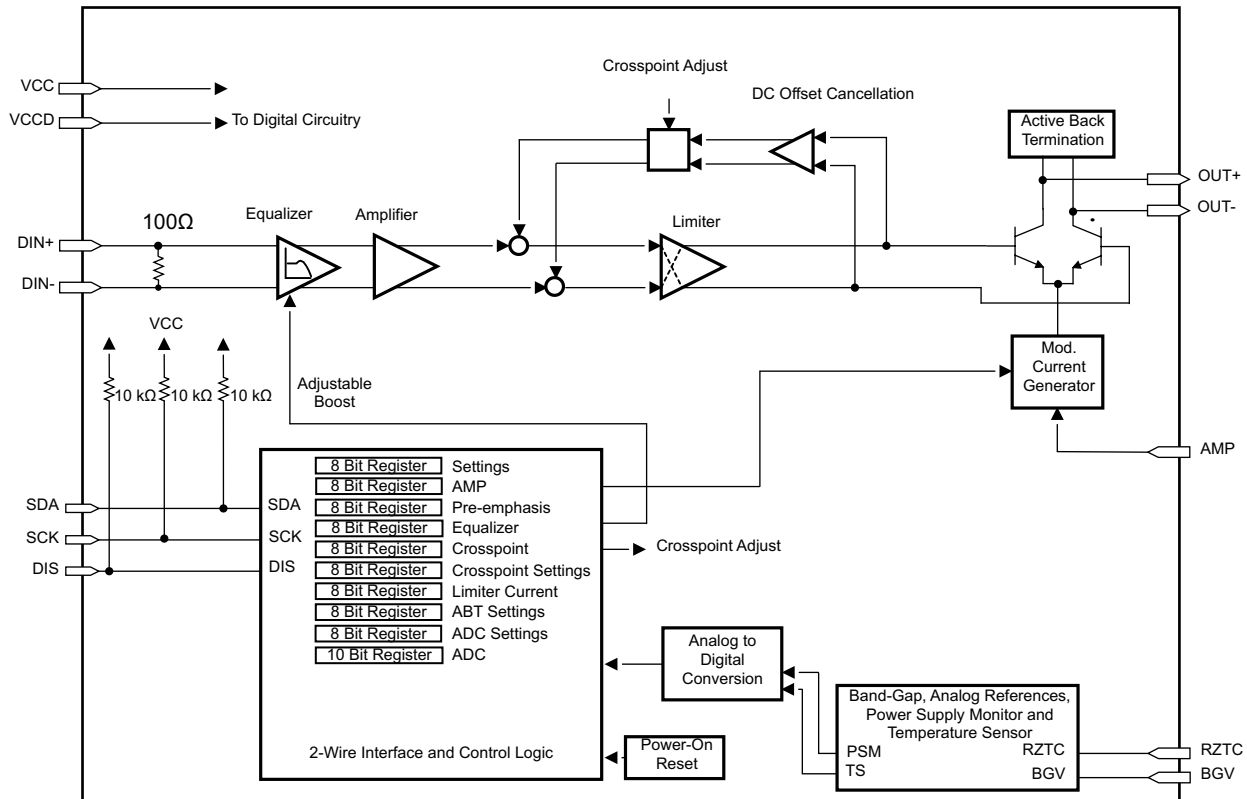 Crosspoint Adjust
VCC
DC Offset Cancellation
VCCD
To Digital Circuitry
Active Back
Termination
OUT+
OUT-
100Ω
Equalizer
Amplifier
Limiter
DIN+
DIN-
VCC
Mod.
Current
Generator
10 kΩ
10 kΩ
10 kΩ
Adjustable
Boost
AMP
8 Bit Register Settings
8 Bit Register AMP
SDA
SDA
8 Bit Register Pre-emphasis
8 Bit Register Equalizer
SCK
SCK
8 Bit Register Crosspoint
Crosspoint Adjust
DIS
DIS
8 Bit Register Crosspoint Settings
8 Bit Register Limiter Current
8 Bit Register ABT Settings
8 Bit Register ADC Settings
10 Bit Register ADC
Analog to
Digital
Conversion
Band-Gap, Analog References,
Power Supply Monitor and
Temperature Sensor
2-Wire Interface and Control Logic
Power-On
Reset
PSM
TS
RZTC
BGV
RZTC
BGV